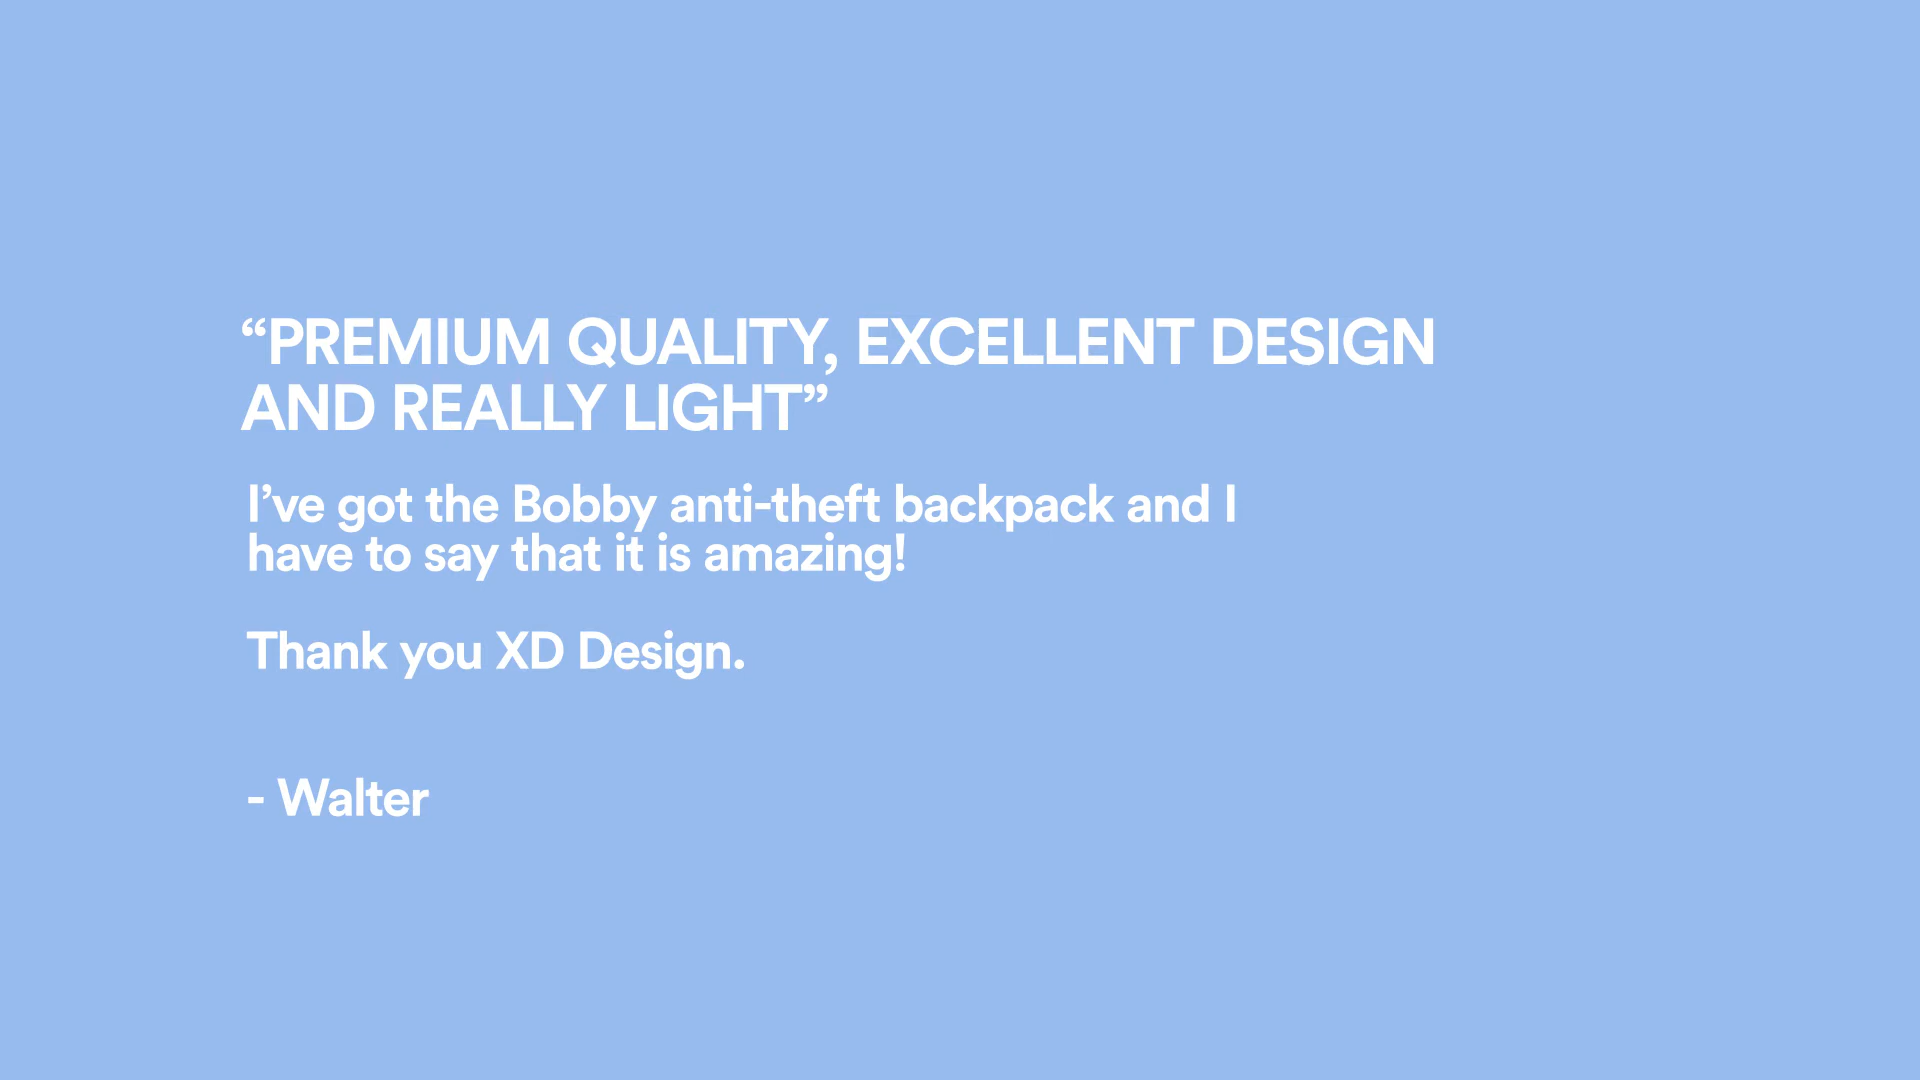 “PREMIUM QUALITY, EXCELLENT DESIGN
AND REALLY LIGHT”
I’ve got the Bobby anti-theft backpack and I
have to say that it is amazing!
Thank you XD Design.
- Walter